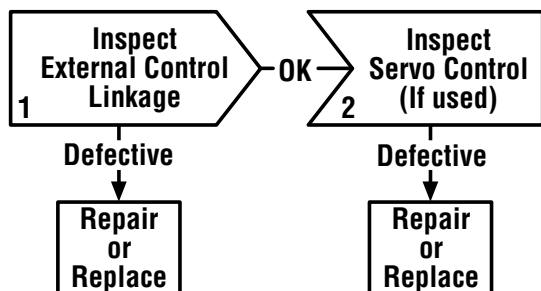 Inspect
External Control
Linkage
1
OK
Inspect
Servo Control
(If used)
2
Defective
Defective
Repair
or
Replace
Repair
or
Replace